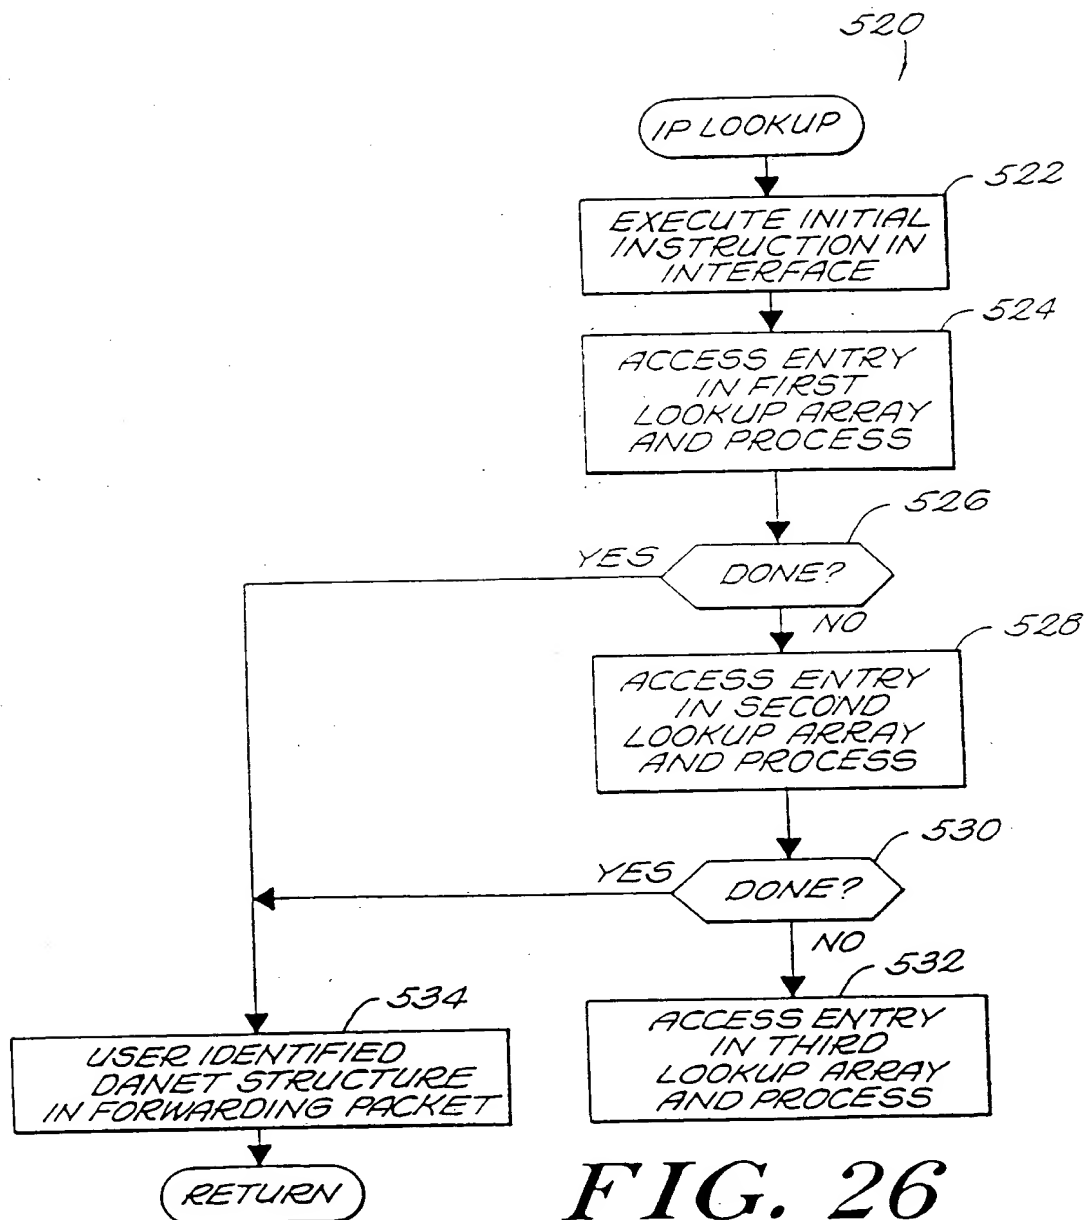 520
IP LOOKUP
522
EXECUTE INITIAL
INSTRUCTION IN
INTERFACE
524
ACCESS ENTRY
IN FIRST
LOOKUP ARRAY
AND PROCESS
526
YES
DONE?
NO
528
ACCESS ENTRY
IN SECOND
LOOKUP ARRAY
AND PROCESS
530
YES
DONE?
NO
532
ACCESS ENTRY
IN THIRD
LOOKUP ARRAY
AND PROCESS
534
USER IDENTIFIED
DANET STRUCTURE
IN FORWARDING PACKET
RETURN
FIG. 26